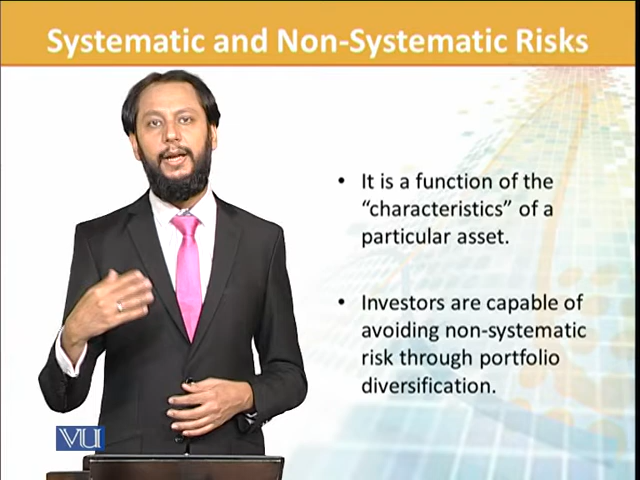 Systematic and Non-Systematic Risks
• It is a function of the
“characteristics” of a
particular asset.
• Investors are capable of
avoiding non-systematic
risk through portfolio
diversification.
VU